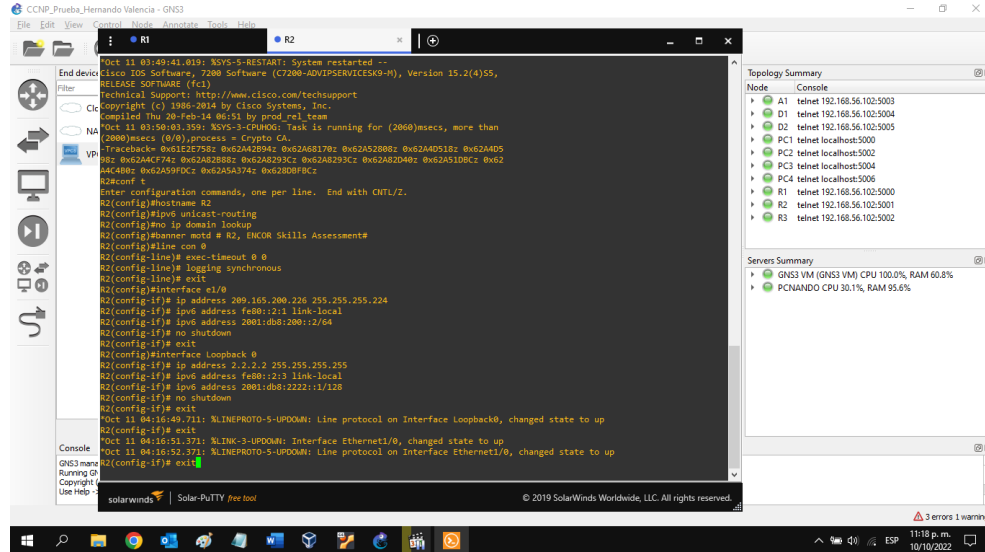 CCNP_Prueba_Hernando Valencia - GNS3
File Edit View Control Node Annotate Tools Help
R1
R2
End device
Filter
Clo
NA
VP
*Oct 11 03:49:41.019: %SYS-5-RESTART: System restarted --
Cisco IOS Software, 7200 Software (C7200-ADVIPSERVICESK9-M), Version 15.2(4)S5,
RELEASE SOFTWARE (fc1)
Technical Support: http://www.cisco.com/techsupport
Copyright (c) 1986-2014 by Cisco Systems, Inc.
Compiled Thu 20-Feb-14 06:51 by prod_rel_team
*Oct 11 03:50:03.359: %SYS-3-CPUHOG: Task is running for (2060)msecs, more than
(2000)msecs (0/0),process = Crypto CA.
-Traceback= 0x61E2E758z 0x62A42B94z 0x62A68170z 0x62A52808z 0x62A4D518z 0x62A4D5
98z 0x62A4CF74z 0x62A82B88z 0x62A8293Cz 0x62A8293Cz 0x62A82D40z 0x62A51DBCz 0x62
A4C4B0z 0x62A59FDCz 0x62A5A374z 0x628DBFBCz
R2#conf t
Enter configuration commands, one per line. End with CNTL/Z.
R2(config)#hostname R2
R2(config)#ipv6 unicast-routing
R2(config)#no ip domain lookup
R2(config)#banner motd # R2, ENCOR Skills Assessment#
R2(config)#line con 0
R2(config-line)# exec-timeout 0 0
R2(config-line)# logging synchronous
R2(config-line)# exit
R2(config)#interface e1/0
R2(config-if)# ip address 209.165.200.226 255.255.255.224
R2(config-if)# ipv6 address fe80::2:1 link-local
R2(config-if)# ipv6 address 2001:db8:200::2/64
R2(config-if)# no shutdown
R2(config-if)# exit
R2(config)#interface Loopback 0
R2(config-if)# ip address 2.2.2.2 255.255.255.255
R2(config-if)# ipv6 address fe80::2:3 link-local
R2(config-if)# ipv6 address 2001:db8:2222::1/128
R2(config-if)# no shutdown
R2(config-if)# exit
*Oct 11 04:16:49.711: %LINEPROTO-5-UPDOWN: Line protocol on Interface Loopback0, changed state to up
R2(config-if)# exit
*Oct 11 04:16:51.371: %LINK-3-UPDOWN: Interface Ethernet1/0, changed state to up
*Oct 11 04:16:52.371: %LINEPROTO-5-UPDOWN: Line protocol on Interface Ethernet1/0, changed state to up
R2(config-if)# exit
solarwinds Solar-PuTTY free tool © 2019 SolarWinds Worldwide, LLC. All rights reserved.
Topology Summary
Node Console
A1 telnet 192.168.56.102:5003
D1 telnet 192.168.56.102:5004
D2 telnet 192.168.56.102:5005
PC1 telnet localhost:5000
PC2 telnet localhost:5002
PC3 telnet localhost:5004
PC4 telnet localhost:5006
R1 telnet 192.168.56.102:5000
R2 telnet 192.168.56.102:5001
R3 telnet 192.168.56.102:5002
Servers Summary
GNS3 VM (GNS3 VM) CPU 100.0%, RAM 60.8%
PCNANDO CPU 30.1%, RAM 95.6%
Console
GNS3 mana
Running GN
Copyright (
Use Help -
3 errors 1 warnin
ESP
11:18 p. m.
10/10/2022